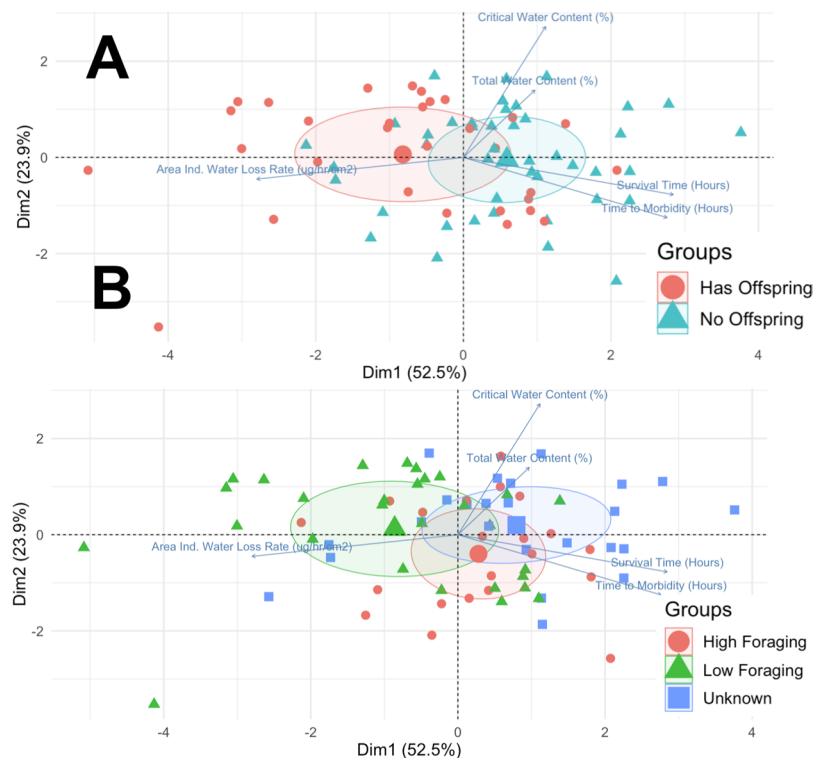 A
Critical Water Content (%)
Total Water Content (%)
Area Ind. Water Loss Rate (ug/hr/cm2)
Survival Time (Hours)
Time to Morbidity (Hours)
Dim2 (23.9%)
2
0
-2
Groups
Has Offspring
No Offspring
B
-4 -2 0 2 4
Dim1 (52.5%)
Critical Water Content (%)
Total Water Content (%)
Area Ind. Water Loss Rate (ug/hr/cm2)
Survival Time (Hours)
Time to Morbidity (Hours)
Dim2 (23.9%)
2
0
-2
Groups
High Foraging
Low Foraging
Unknown
-4 -2 0 2 4
Dim1 (52.5%)